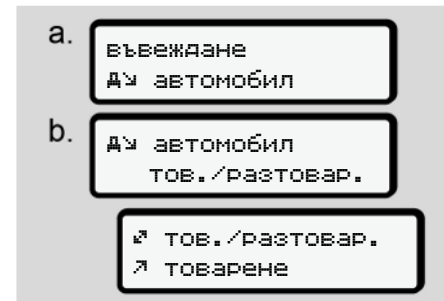 a.
въвеждане
автомобил
b.
автомобил
тов./разтовар.
тов./разтовар.
товарене